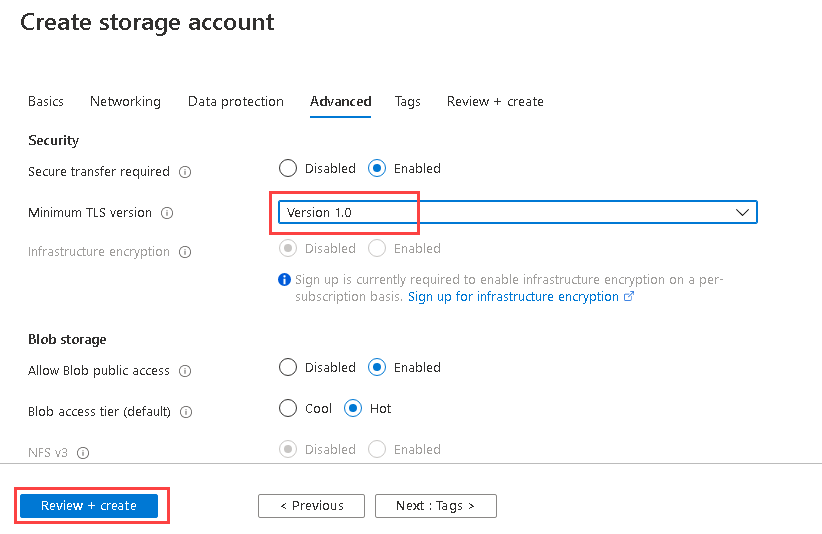 Create storage account
Basics Networking Data protection Advanced Tags Review + create
Security
Secure transfer required Disabled Enabled
Minimum TLS version Version 1.0
Infrastructure encryption Disabled Enabled
Sign up is currently required to enable infrastructure encryption on a per-
subscription basis. Sign up for infrastructure encryption
Blob storage
Allow Blob public access Disabled Enabled
Blob access tier (default) Cool Hot
NFS v3 Disabled Enabled
Review + create < Previous Next : Tags >